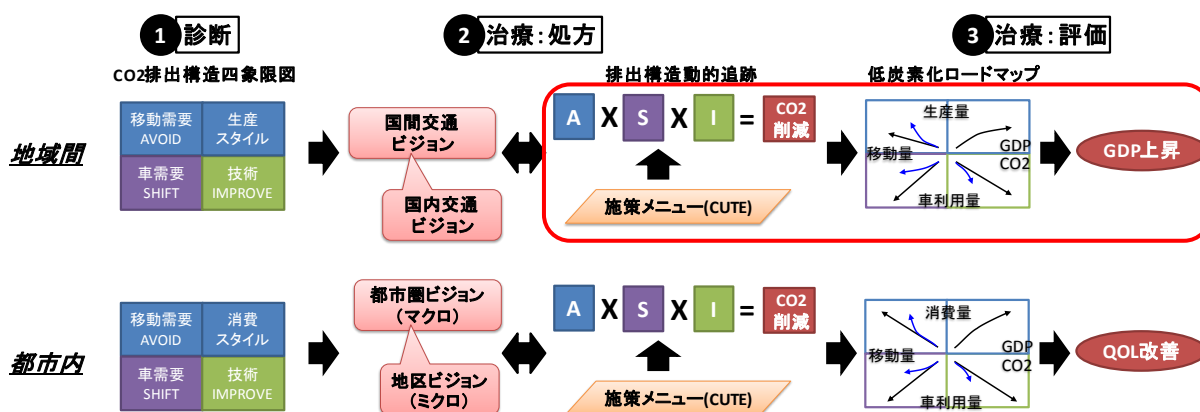 1 診断
2 治療：処方
3 治療：評価
CO2排出構造四象限図
排出構造動的追跡
低炭素化ロードマップ
地域間
移動需要
AVOID
生産
スタイル
車需要
SHIFT
技術
IMPROVE
国間交通
ビジョン
国内交通
ビジョン
A X S X I = CO2
削減
施策メニュー(CUTE)
生産量
移動量
GDP
CO2
車利用量
GDP上昇
都市内
移動需要
AVOID
消費
スタイル
車需要
SHIFT
技術
IMPROVE
都市圏ビジョン
（マクロ）
地区ビジョン
（ミクロ）
A X S X I = CO2
削減
施策メニュー(CUTE)
消費量
移動量
GDP
CO2
車利用量
QOL改善